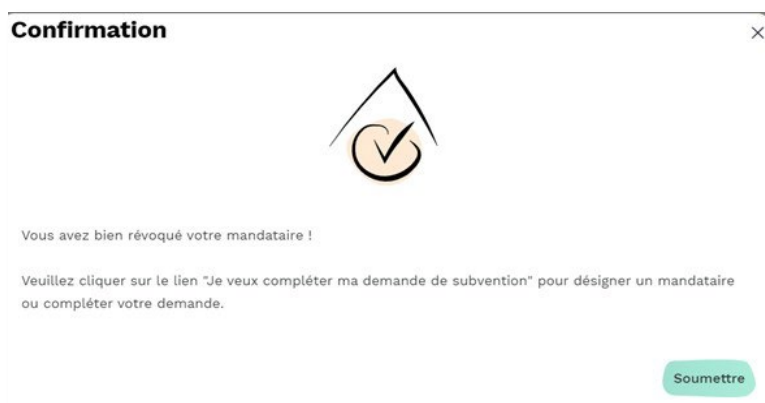 Confirmation
Vous avez bien révoqué votre mandataire !
Veuillez cliquer sur le lien "Je veux compléter ma demande de subvention" pour désigner un mandataire
ou compléter votre demande.
Soumettre